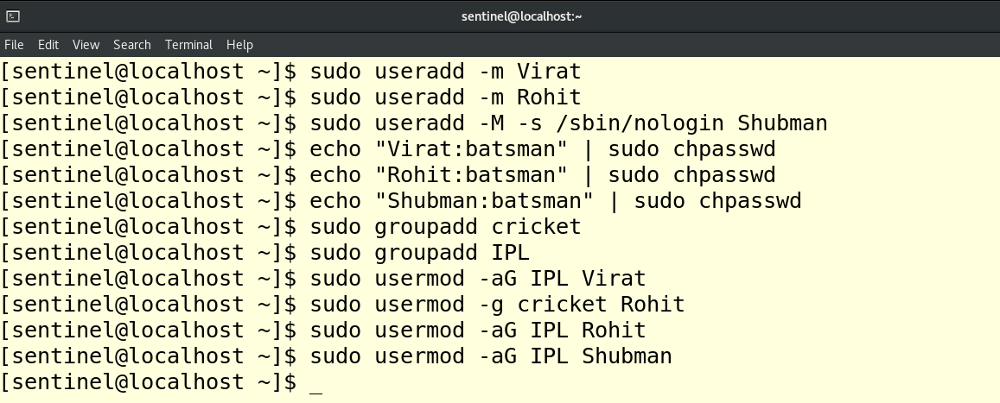 sentinel@localhost:~
File Edit View Search Terminal Help
[sentinel@localhost ~]$ sudo useradd -m Virat
[sentinel@localhost ~]$ sudo useradd -m Rohit
[sentinel@localhost ~]$ sudo useradd -M -s /sbin/nologin Shubman
[sentinel@localhost ~]$ echo "Virat:batsman" | sudo chpasswd
[sentinel@localhost ~]$ echo "Rohit:batsman" | sudo chpasswd
[sentinel@localhost ~]$ echo "Shubman:batsman" | sudo chpasswd
[sentinel@localhost ~]$ sudo groupadd cricket
[sentinel@localhost ~]$ sudo groupadd IPL
[sentinel@localhost ~]$ sudo usermod -aG IPL Virat
[sentinel@localhost ~]$ sudo usermod -g cricket Rohit
[sentinel@localhost ~]$ sudo usermod -aG IPL Rohit
[sentinel@localhost ~]$ sudo usermod -aG IPL Shubman
[sentinel@localhost ~]$ _